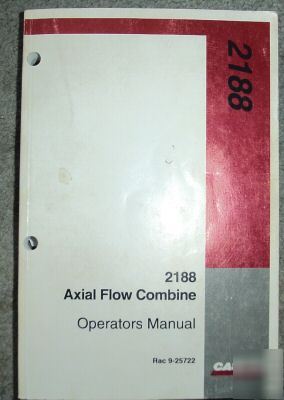 2188
2188
Axial Flow Combine
Operators Manual
Rac 9-25722